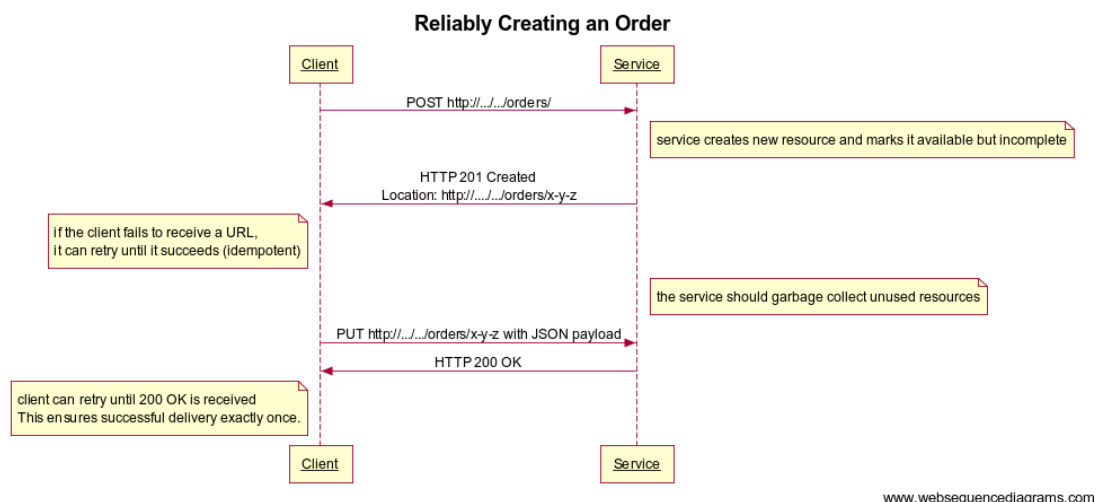 Reliably Creating an Order
Client
Service
POST http://.../.../orders/
service creates new resource and marks it available but incomplete
HTTP 201 Created
Location: http://..../.../orders/x-y-z
if the client fails to receive a URL,
it can retry until it succeeds (idempotent)
the service should garbage collect unused resources
PUT http://.../.../orders/x-y-z with JSON payload
HTTP 200 OK
client can retry until 200 OK is received
This ensures successful delivery exactly once.
Client
Service
www.websequencediagrams.com